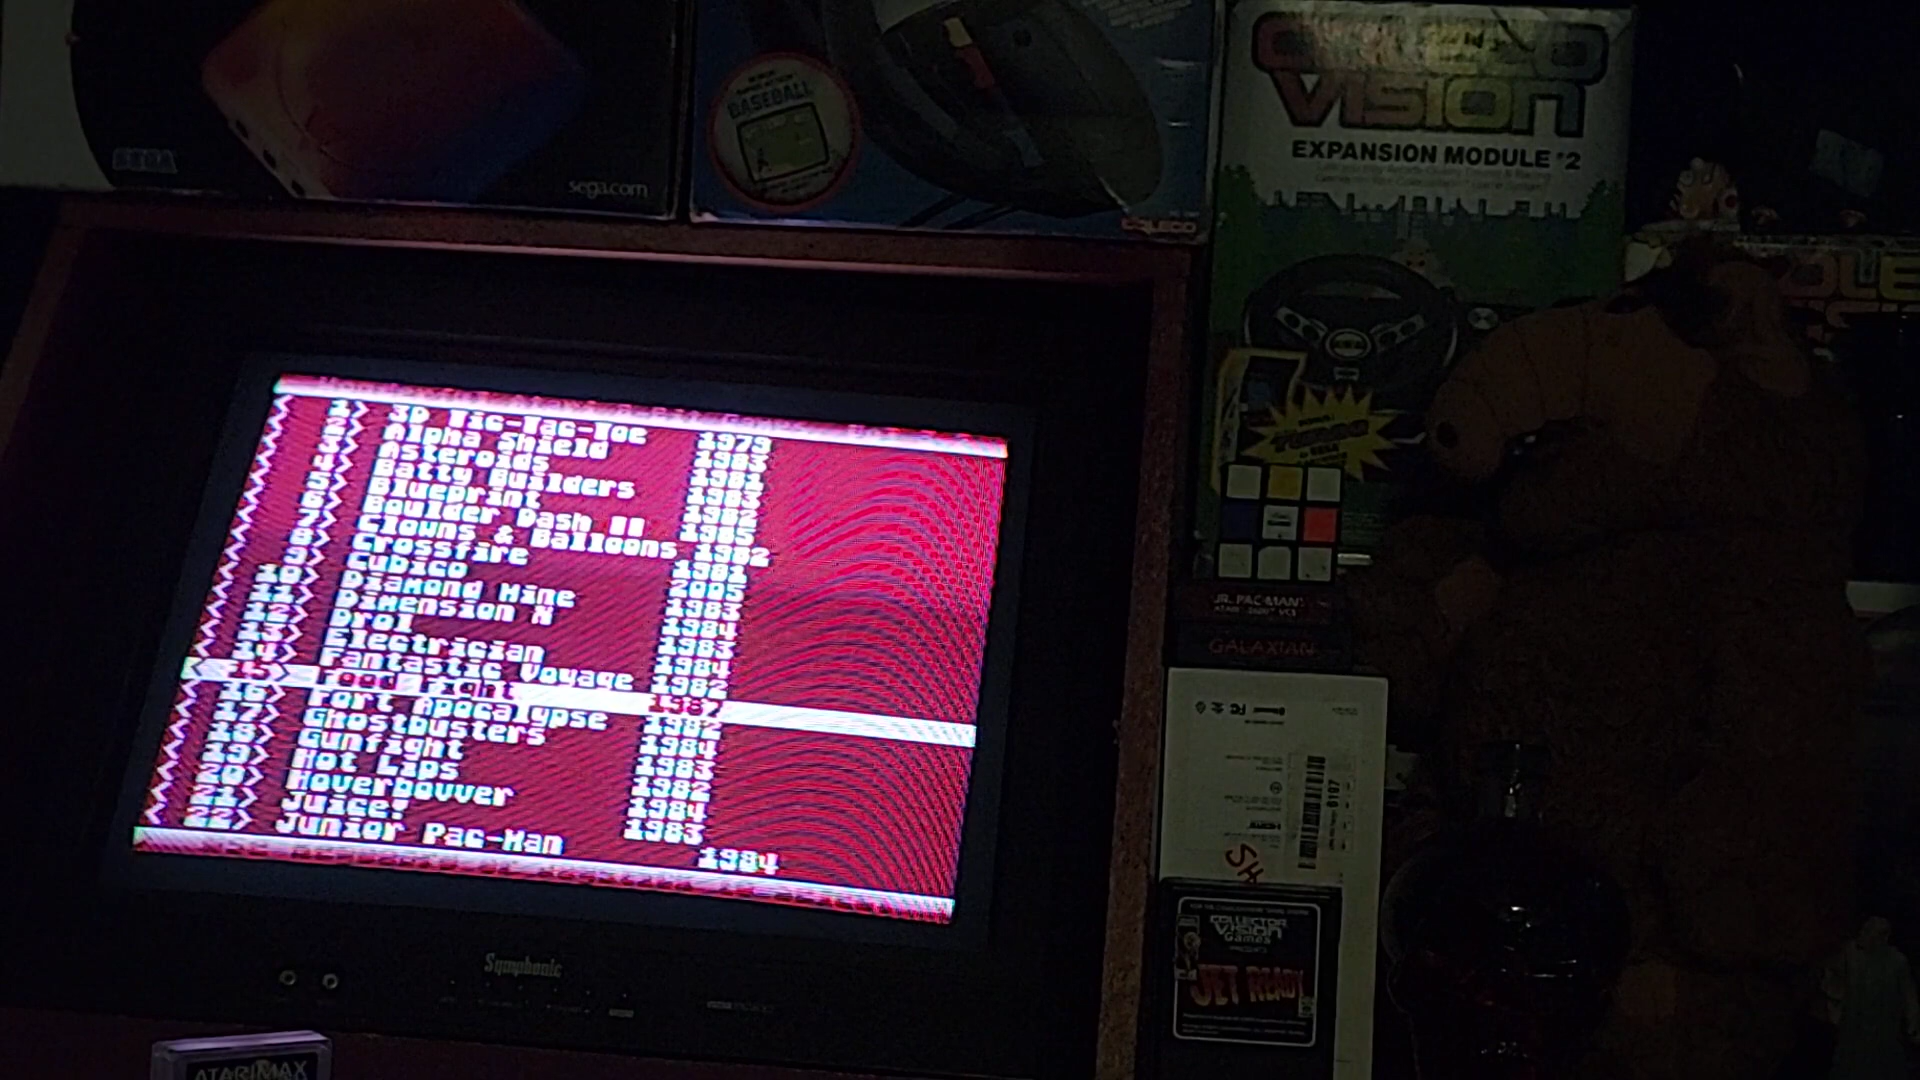 SEGA
sega.com
BASEBALL
COLECO
COLECO
VISION
EXPANSION MODULE #2
TURBO
1) 3D Tic-Tac-Toe 1979
2) Alpha Shield 1983
3) Asteroids 1981
4) Batty Builders 1983
5) Blueprint 1982
6) Boulder Dash II 1985
7) Clowns & Balloons 1982
8) Crossfire 1981
9) Cubico 2005
10) Diamond Mine 1983
11) Dimension X 1984
12) Drol 1983
13) Electrician 1984
14) Fantastic Voyage 1982
15) Food Fight 1987
16) Fort Apocalypse 1982
17) Ghostbusters 1984
18) Gunfight 1983
19) Hot Lips 1982
20) Hoverbovver 1984
21) Juice! 1983
22) Junior Pac-Man 1984
JR. PAC-MAN
GALAXIAN
FC
SH
COLLECTOR
VISION
Games
JET READY
Symphonic
ATARIMAX